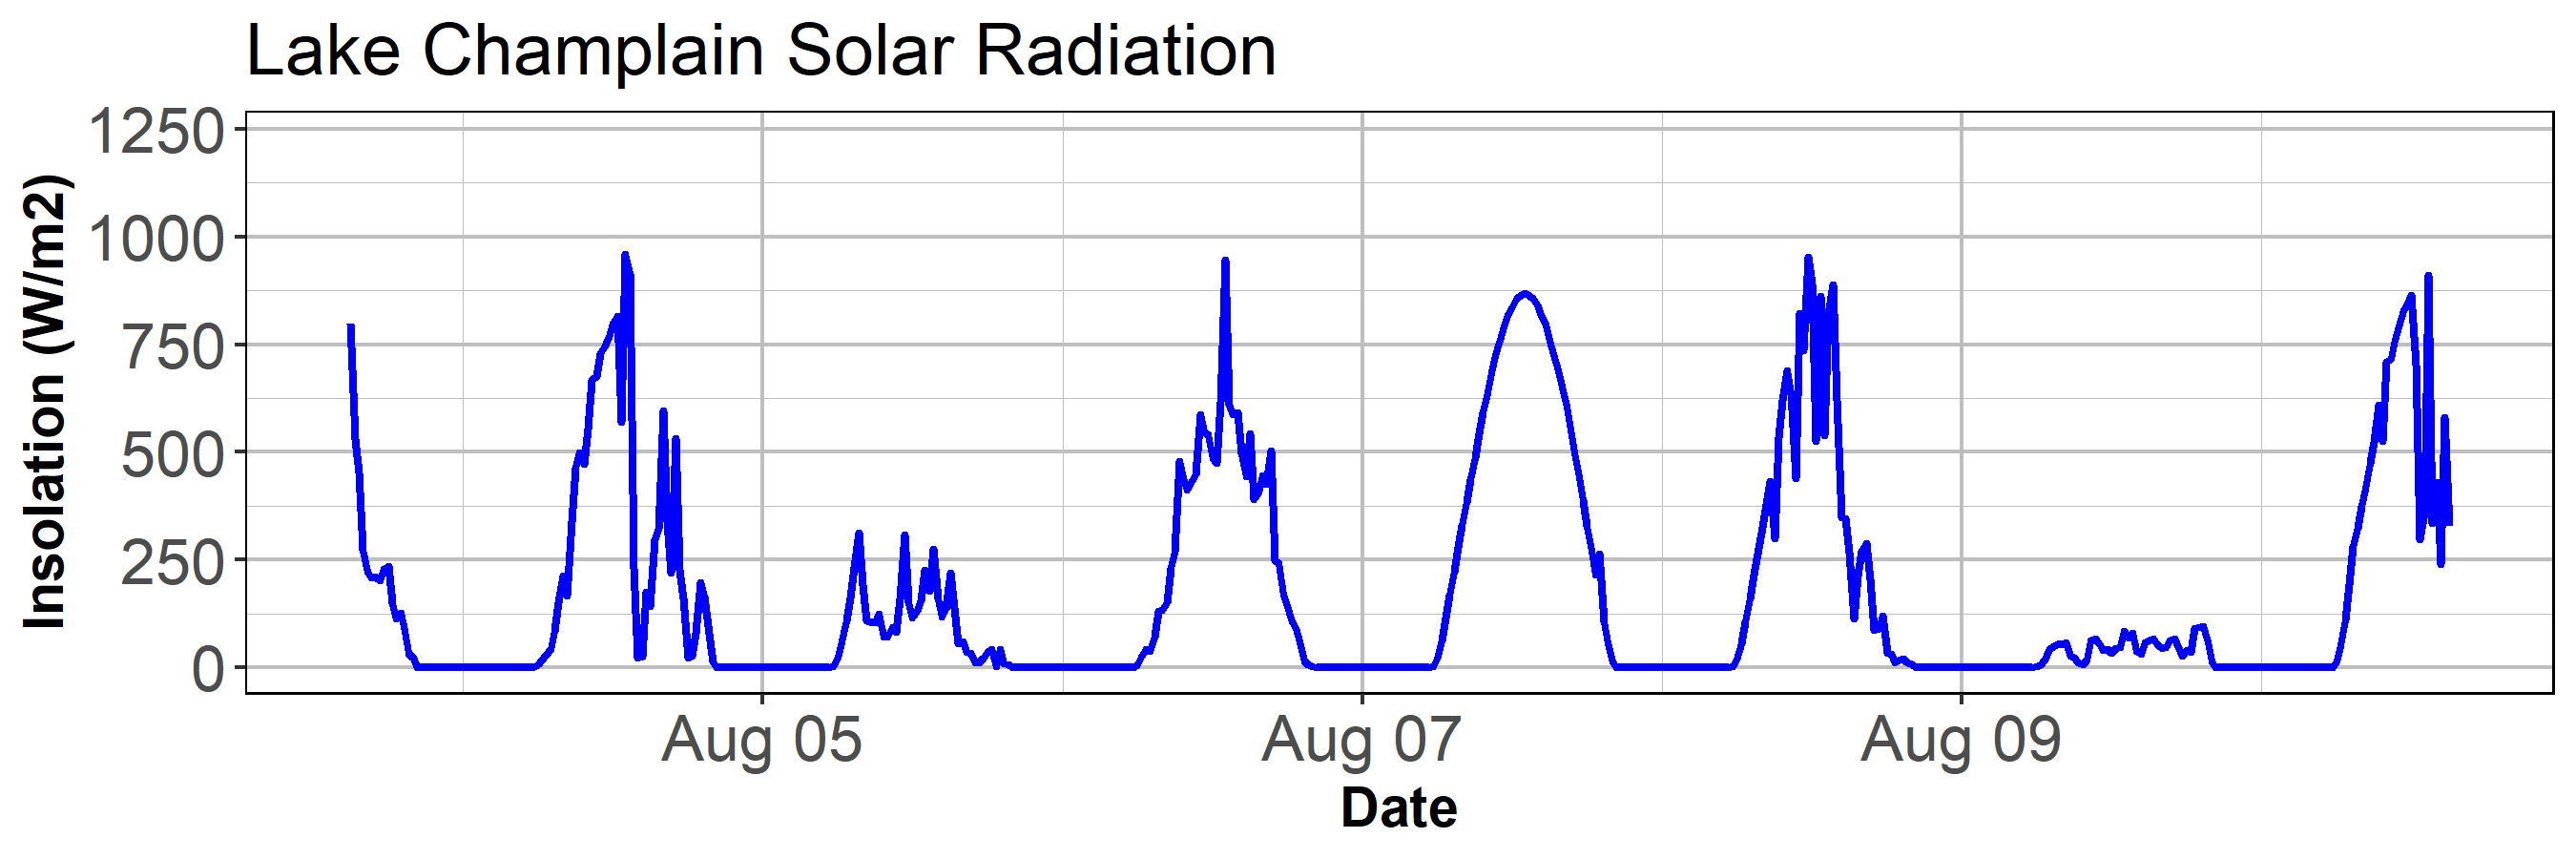 Lake Champlain Solar Radiation
1250
1000
750
500
250
0
Insolation (W/m2)
Aug 05
Aug 07
Aug 09
Date